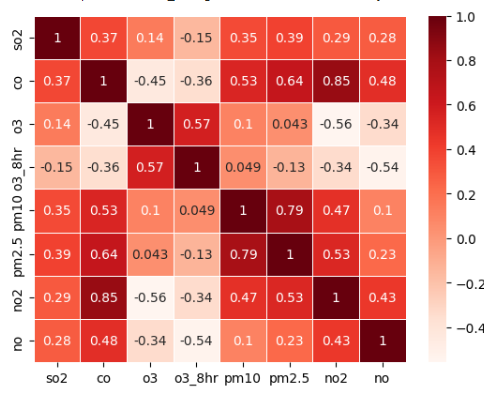 so2 1 0.37 0.14 -0.15 0.35 0.39 0.29 0.28
co 0.37 1 -0.45 -0.36 0.53 0.64 0.85 0.48
o3 0.14 -0.45 1 0.57 0.1 0.043 -0.56 -0.34
o3_8hr -0.15 -0.36 0.57 1 0.049 -0.13 -0.34 -0.54
pm10 0.35 0.53 0.1 0.049 1 0.79 0.47 0.1
pm2.5 0.39 0.64 0.043 -0.13 0.79 1 0.53 0.23
no2 0.29 0.85 -0.56 -0.34 0.47 0.53 1 0.43
no 0.28 0.48 -0.34 -0.54 0.1 0.23 0.43 1
so2 co o3 o3_8hr pm10 pm2.5 no2 no
1.0
0.8
0.6
0.4
0.2
0.0
−0.2
−0.4